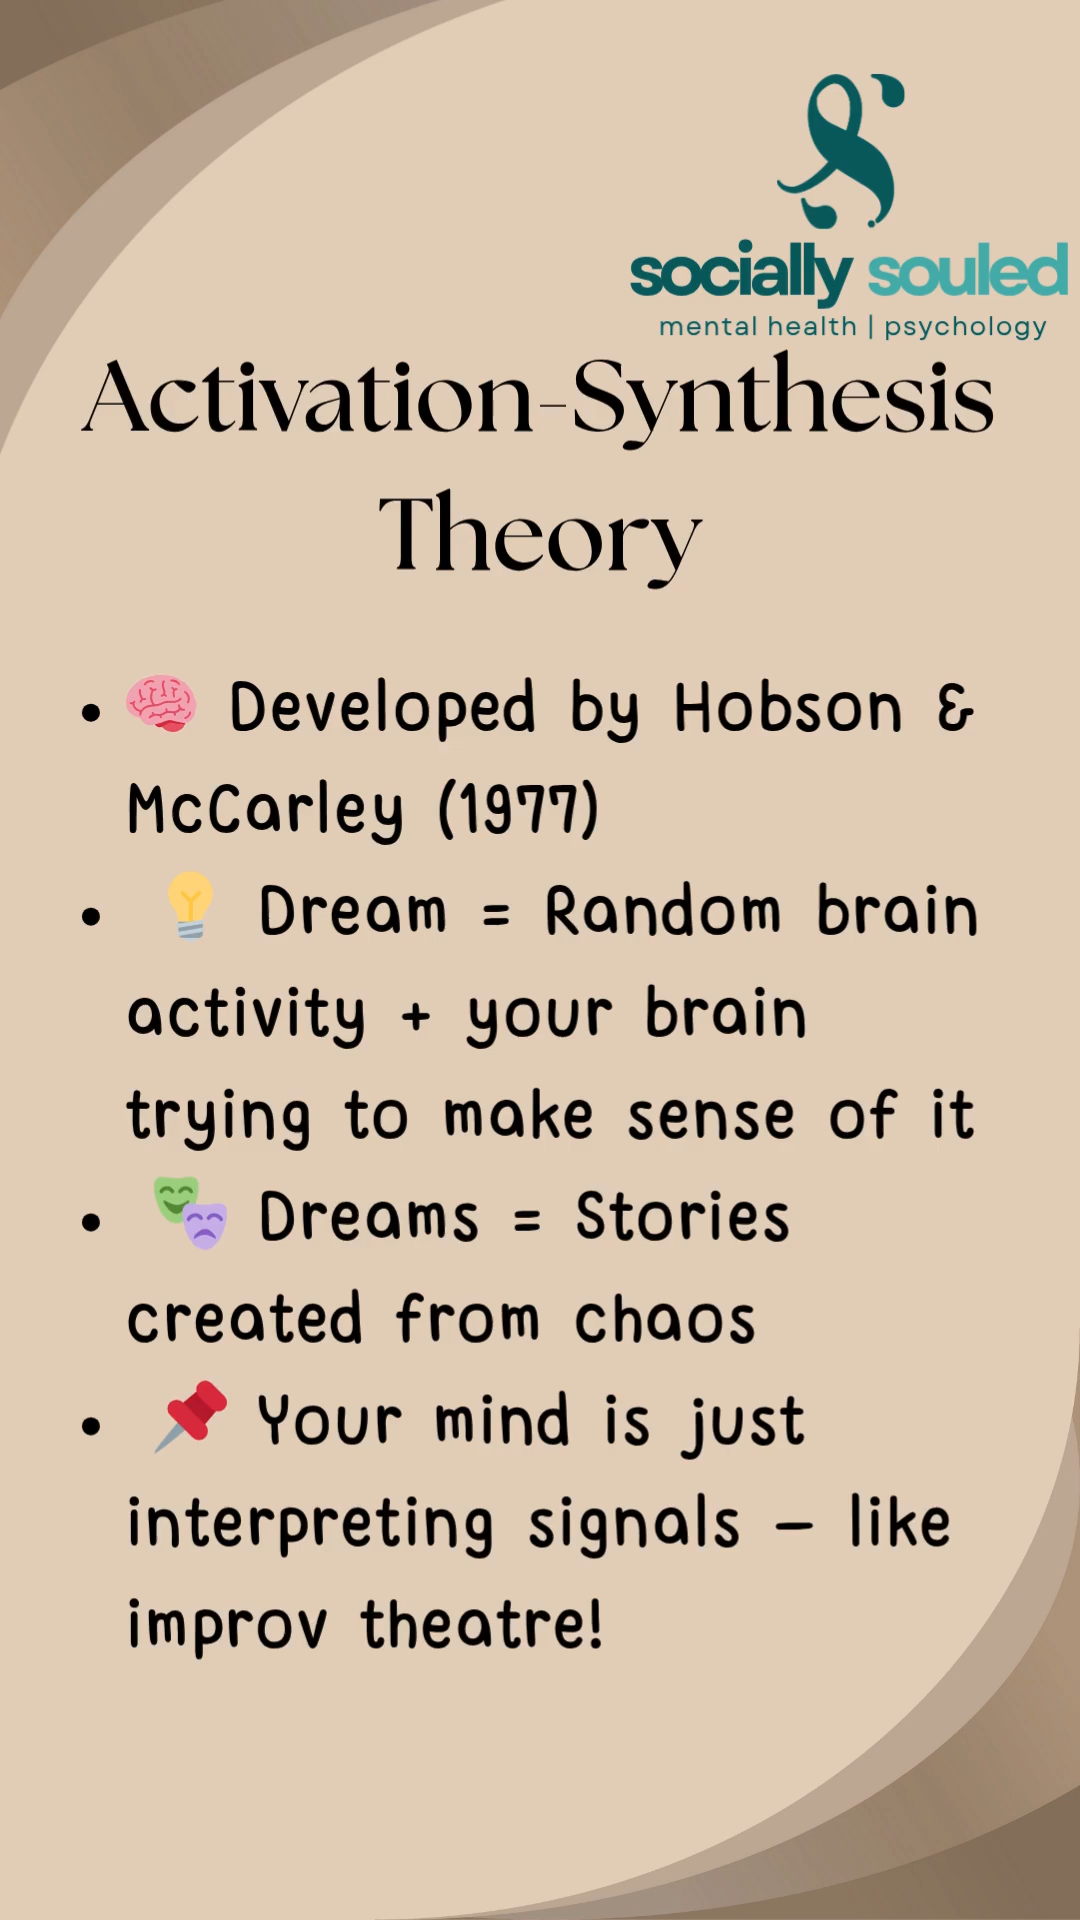 socially souled
mental health | psychology
Activation-Synthesis
Theory
• 🧠 Developed by Hobson &
McCarley (1977)
• 💡 Dream = Random brain
activity + your brain
trying to make sense of it
• 🎭 Dreams = Stories
created from chaos
• 📌 Your mind is just
interpreting signals – like
improv theatre!